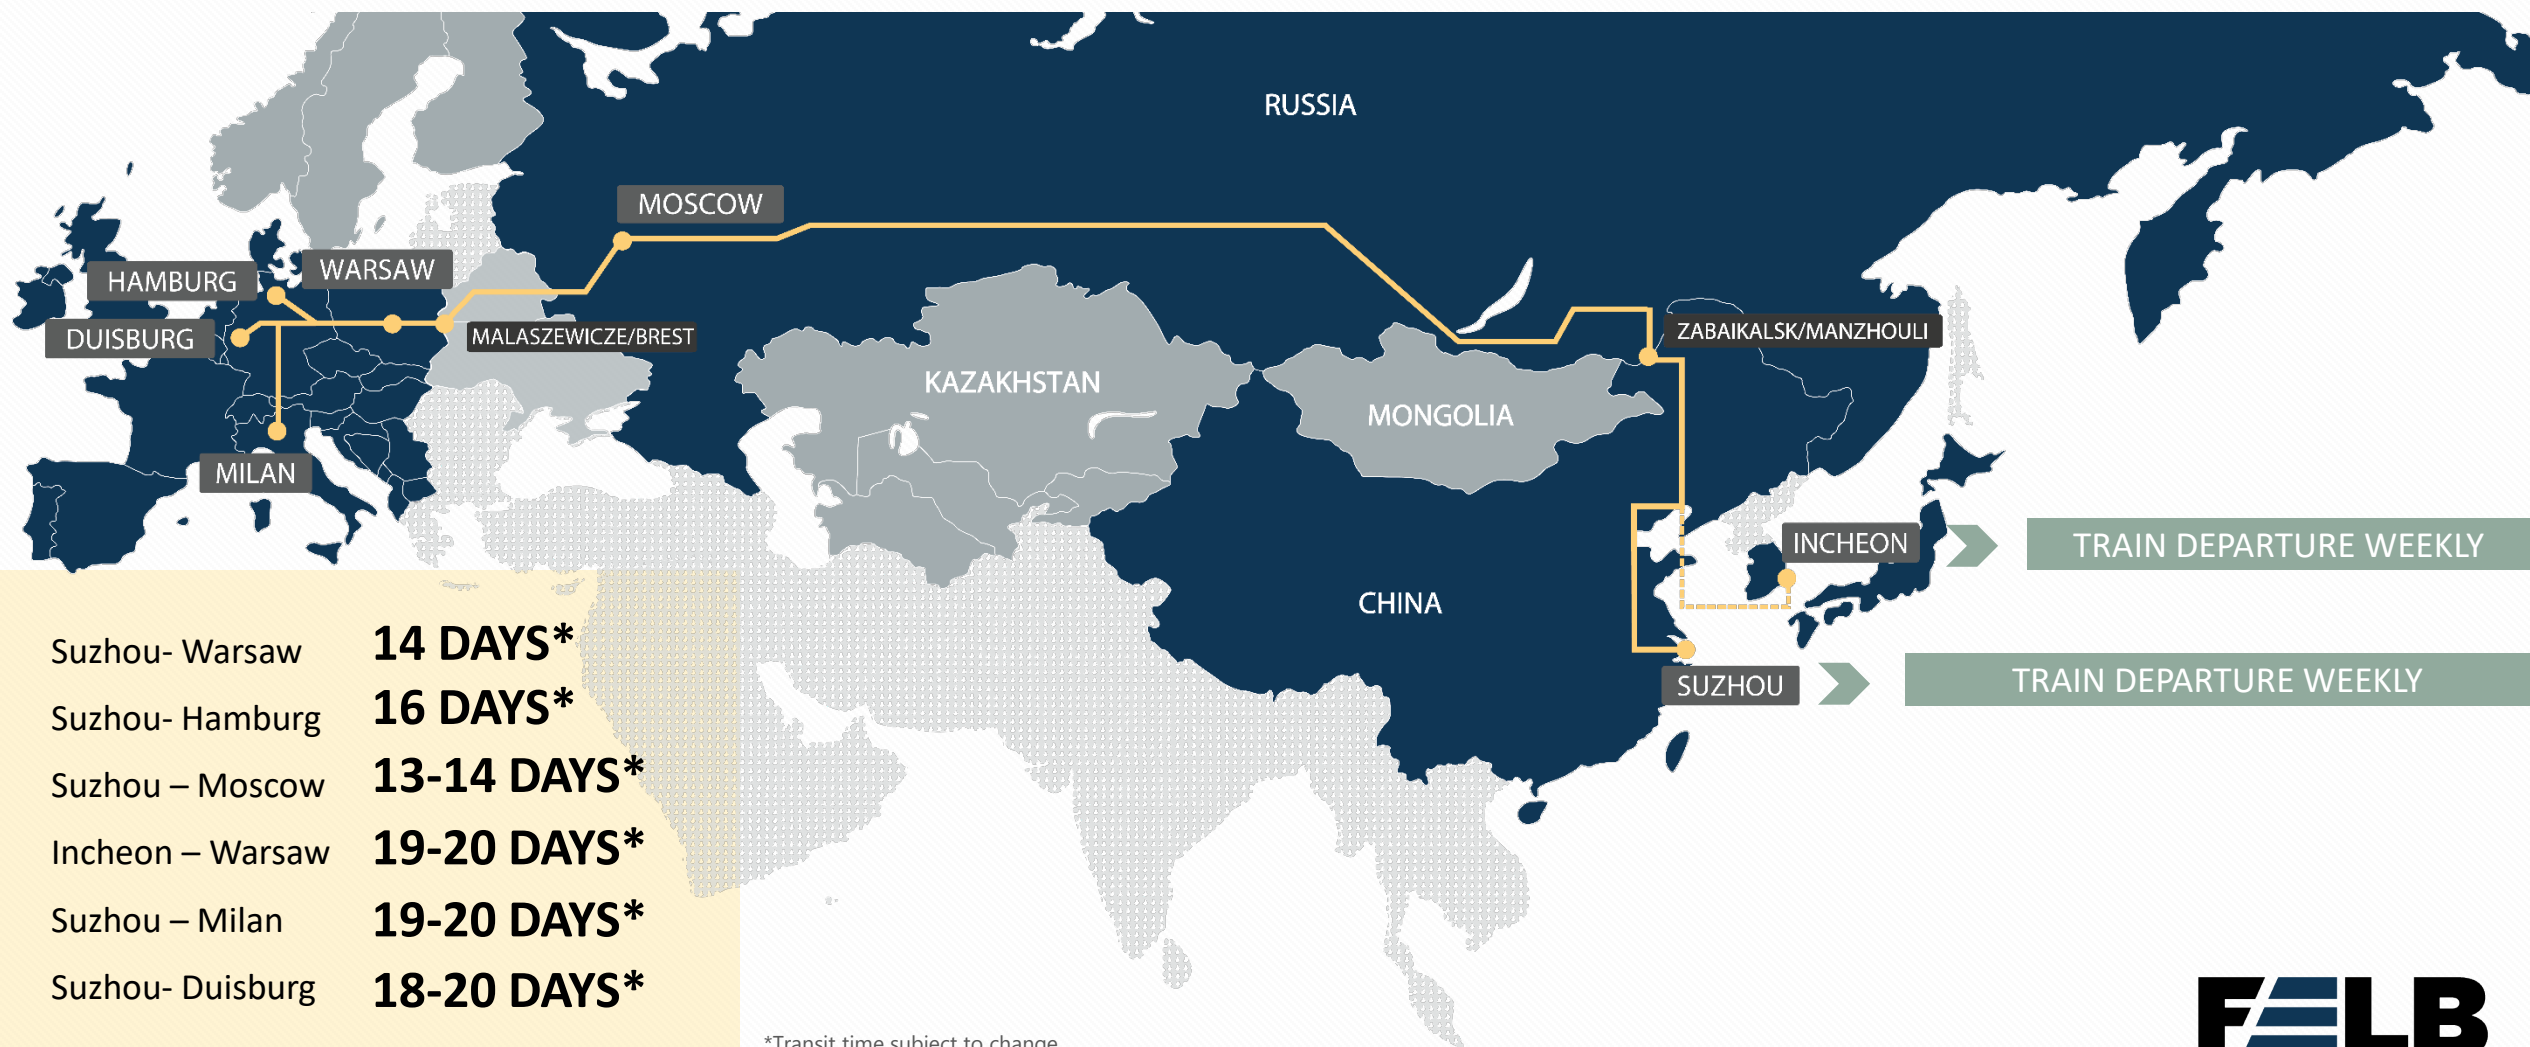 RUSSIA
MOSCOW
WARSAW
HAMBURG
DUISBURG
MALASZEWICZE/BREST
ZABAIKALSK/MANZHOULI
KAZAKHSTAN
MONGOLIA
MILAN
INCHEON
TRAIN DEPARTURE WEEKLY
CHINA
SUZHOU
TRAIN DEPARTURE WEEKLY
Suzhou- Warsaw 14 DAYS*
Suzhou- Hamburg 16 DAYS*
Suzhou – Moscow 13-14 DAYS*
Incheon – Warsaw 19-20 DAYS*
Suzhou – Milan 19-20 DAYS*
Suzhou- Duisburg 18-20 DAYS*
*Transit time subject to change
FELB